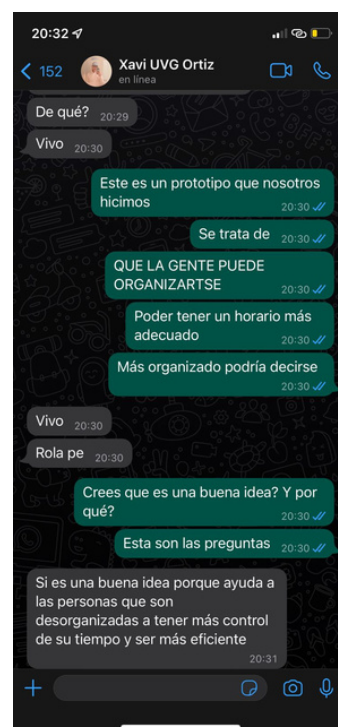 20:32
152
Xavi UVG Ortiz
en línea
De qué? 20:29
Vivo 20:30
Este es un prototipo que nosotros
hicimos
20:30
Se trata de 20:30
QUE LA GENTE PUEDE
ORGANIZARTSE
20:30
Poder tener un horario más
adecuado
20:30
Más organizado podría decirse
20:30
Vivo 20:30
Rola pe 20:30
Crees que es una buena idea? Y por
qué?
20:30
Esta son las preguntas 20:30
Si es una buena idea porque ayuda a
las personas que son
desorganizadas a tener más control
de su tiempo y ser más eficiente
20:31